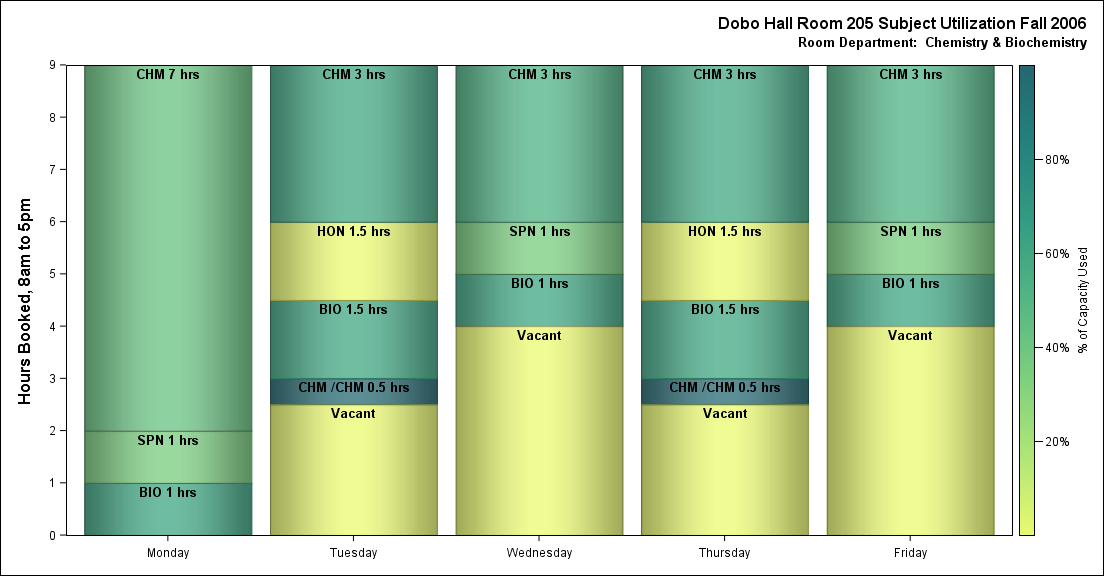 Dobo Hall Room 205 Subject Utilization Fall 2006
Room Department:  Chemistry & Biochemistry
Hours Booked, 8am to 5pm
9
8
7
6
5
4
3
2
1
0
CHM 7 hrs
SPN 1 hrs
BIO 1 hrs
Monday
CHM 3 hrs
HON 1.5 hrs
BIO 1.5 hrs
CHM /CHM 0.5 hrs
Vacant
Tuesday
CHM 3 hrs
SPN 1 hrs
BIO 1 hrs
Vacant
Wednesday
CHM 3 hrs
HON 1.5 hrs
BIO 1.5 hrs
CHM /CHM 0.5 hrs
Vacant
Thursday
CHM 3 hrs
SPN 1 hrs
BIO 1 hrs
Vacant
Friday
80%
60%
40%
20%
% of Capacity Used